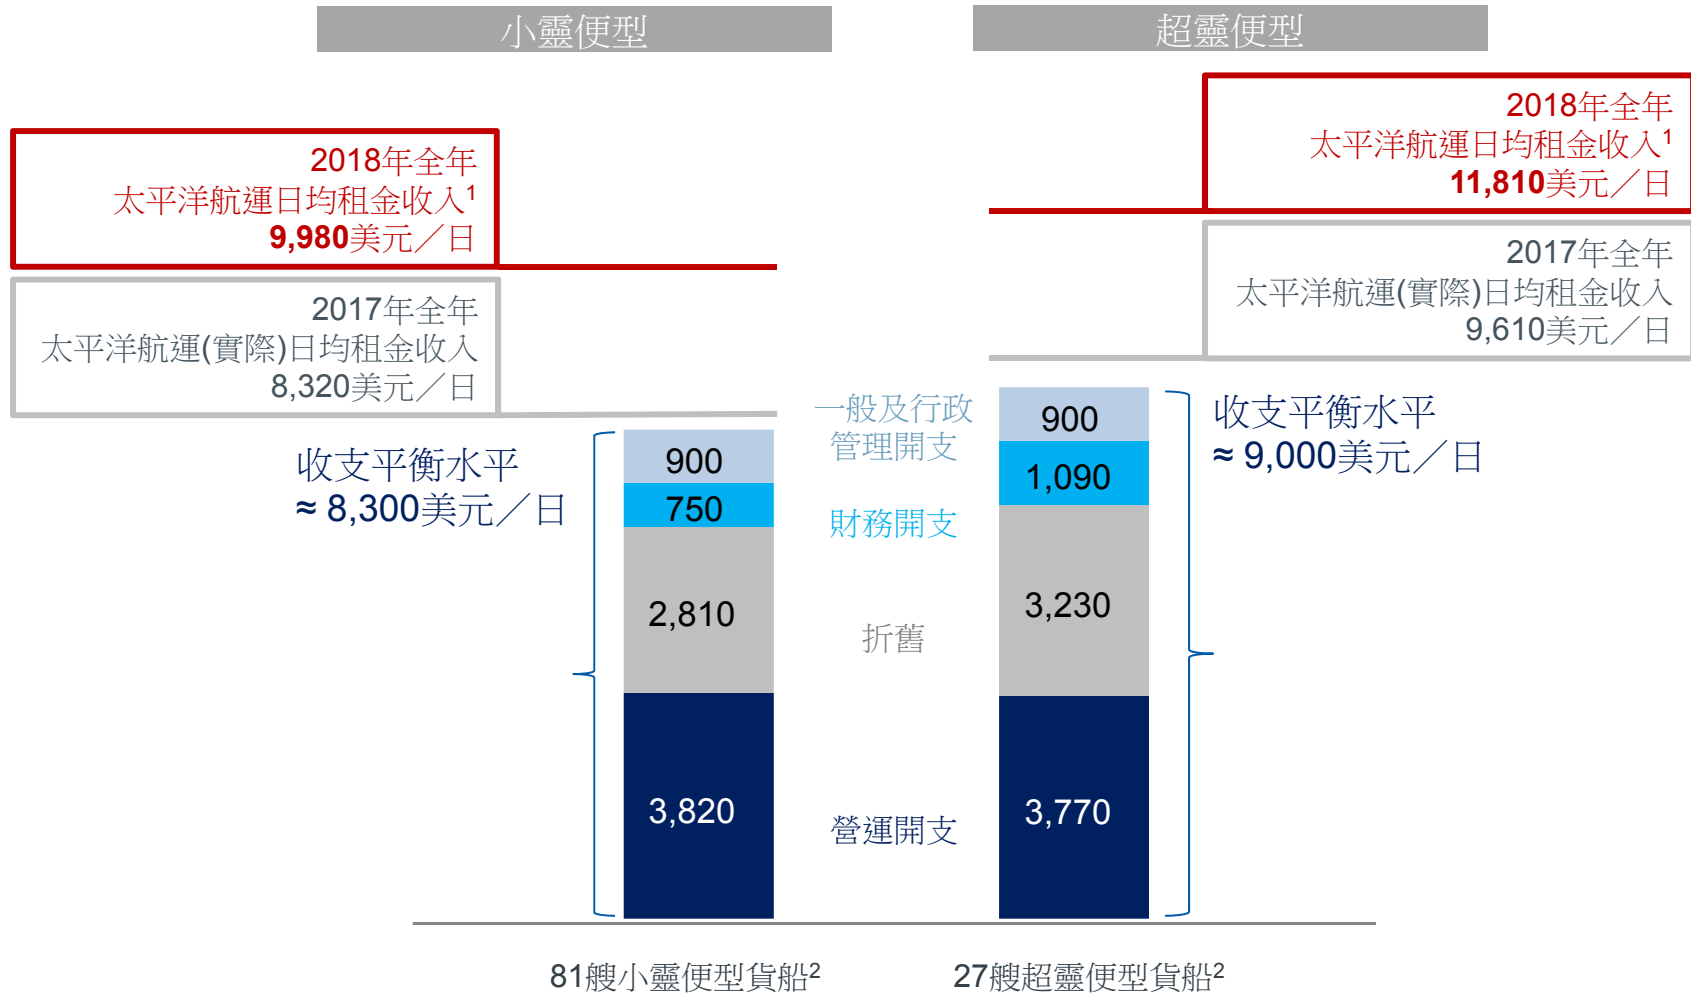 小靈便型
超靈便型
2018年全年
太平洋航運日均租金收入¹
9,980美元／日
2017年全年
太平洋航運(實際)日均租金收入
8,320美元／日
2018年全年
太平洋航運日均租金收入¹
11,810美元／日
2017年全年
太平洋航運(實際)日均租金收入
9,610美元／日
收支平衡水平
≈ 8,300美元／日
900
750
2,810
3,820
一般及行政
管理開支
財務開支
折舊
營運開支
900
1,090
3,230
3,770
收支平衡水平
≈ 9,000美元／日
81艘小靈便型貨船²
27艘超靈便型貨船²